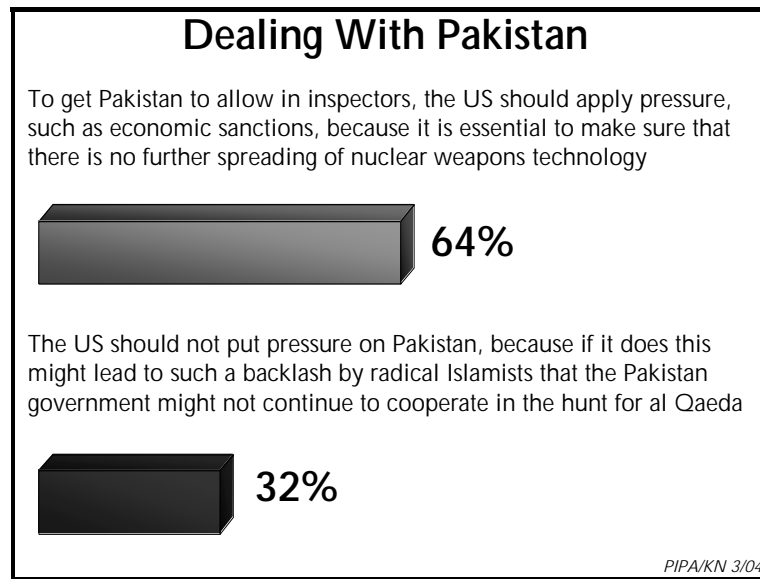 Dealing With Pakistan
To get Pakistan to allow in inspectors, the US should apply pressure,
such as economic sanctions, because it is essential to make sure that
there is no further spreading of nuclear weapons technology
64%
The US should not put pressure on Pakistan, because if it does this
might lead to such a backlash by radical Islamists that the Pakistan
government might not continue to cooperate in the hunt for al Qaeda
32%
PIPA/KN 3/04